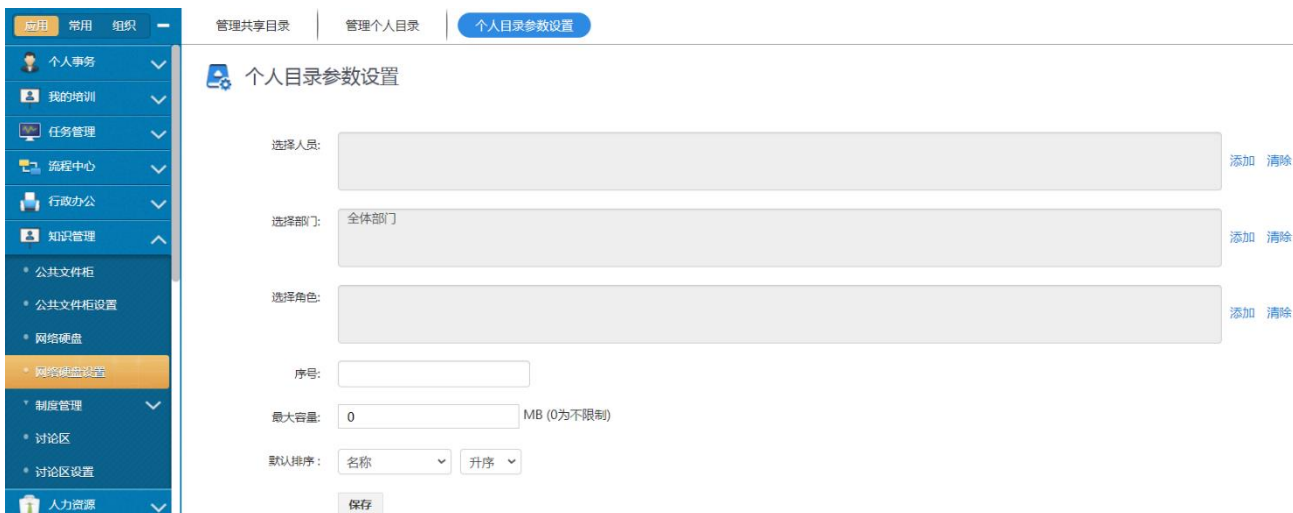 应用 常用 组织
个人事务
我的培训
任务管理
流程中心
行政办公
知识管理
公共文件柜
公共文件柜设置
网络硬盘
网络硬盘设置
制度管理
讨论区
讨论区设置
人力资源
管理共享目录 管理个人目录 个人目录参数设置
个人目录参数设置
选择人员: 添加 清除
选择部门: 全体部门 添加 清除
选择角色: 添加 清除
序号:
最大容量: 0 MB (0为不限制)
默认排序: 名称 升序
保存